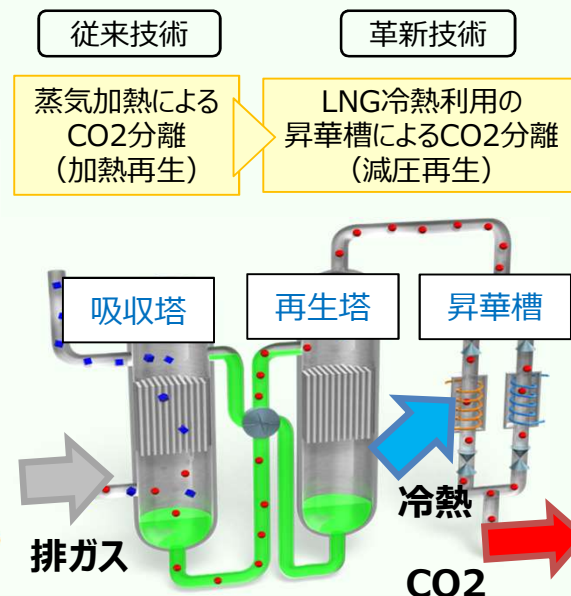 従来技術
革新技術
蒸気加熱による
CO2分離
（加熱再生）
LNG冷熱利用の
昇華槽によるCO2分離
（減圧再生）
吸収塔
再生塔
昇華槽
冷熱
排ガス
CO2